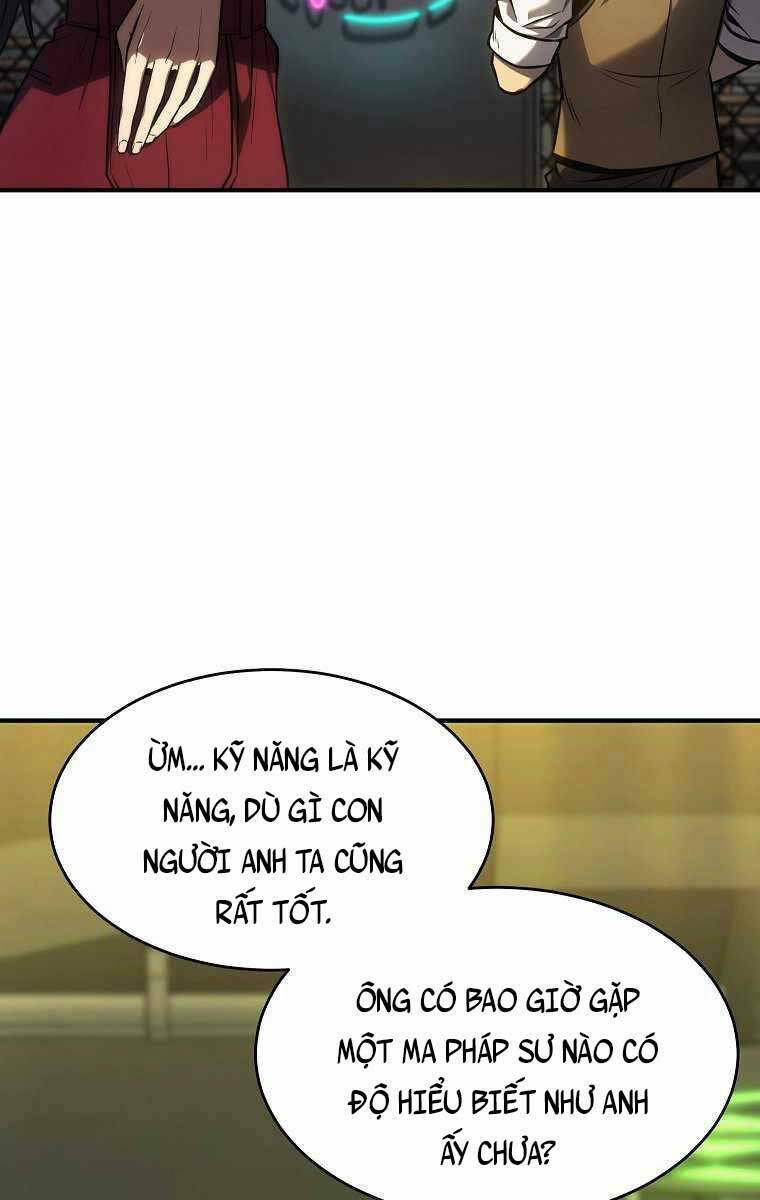 ỪM... KỸ NĂNG LÀ KỸ
NĂNG, DÙ GÌ CON
NGƯỜI ANH TA CŨNG
RẤT TỐT.
ÔNG CÓ BAO GIỜ GẶP
MỘT MA PHÁP SƯ NÀO CÓ
ĐỘ HIỂU BIẾT NHƯ ANH
ẤY CHƯA?